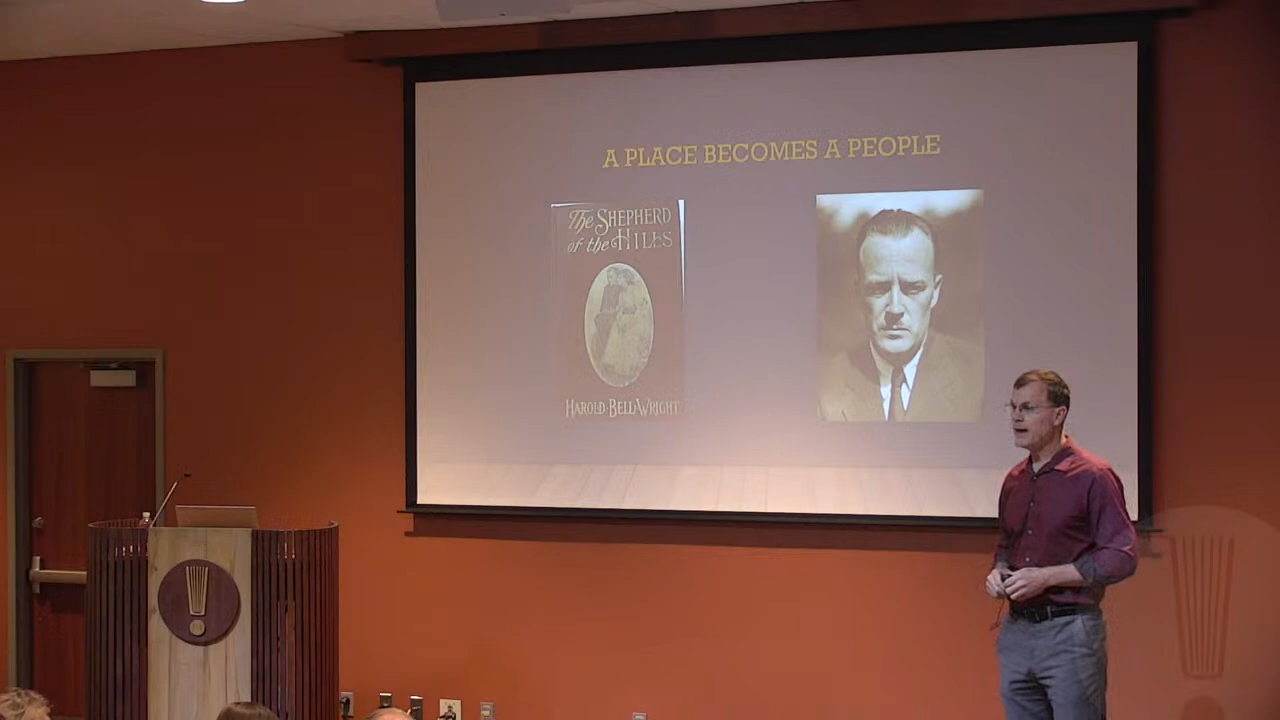 A PLACE BECOMES A PEOPLE
The SHEPHERD
of the HILLS
HAROLD BELL WRIGHT